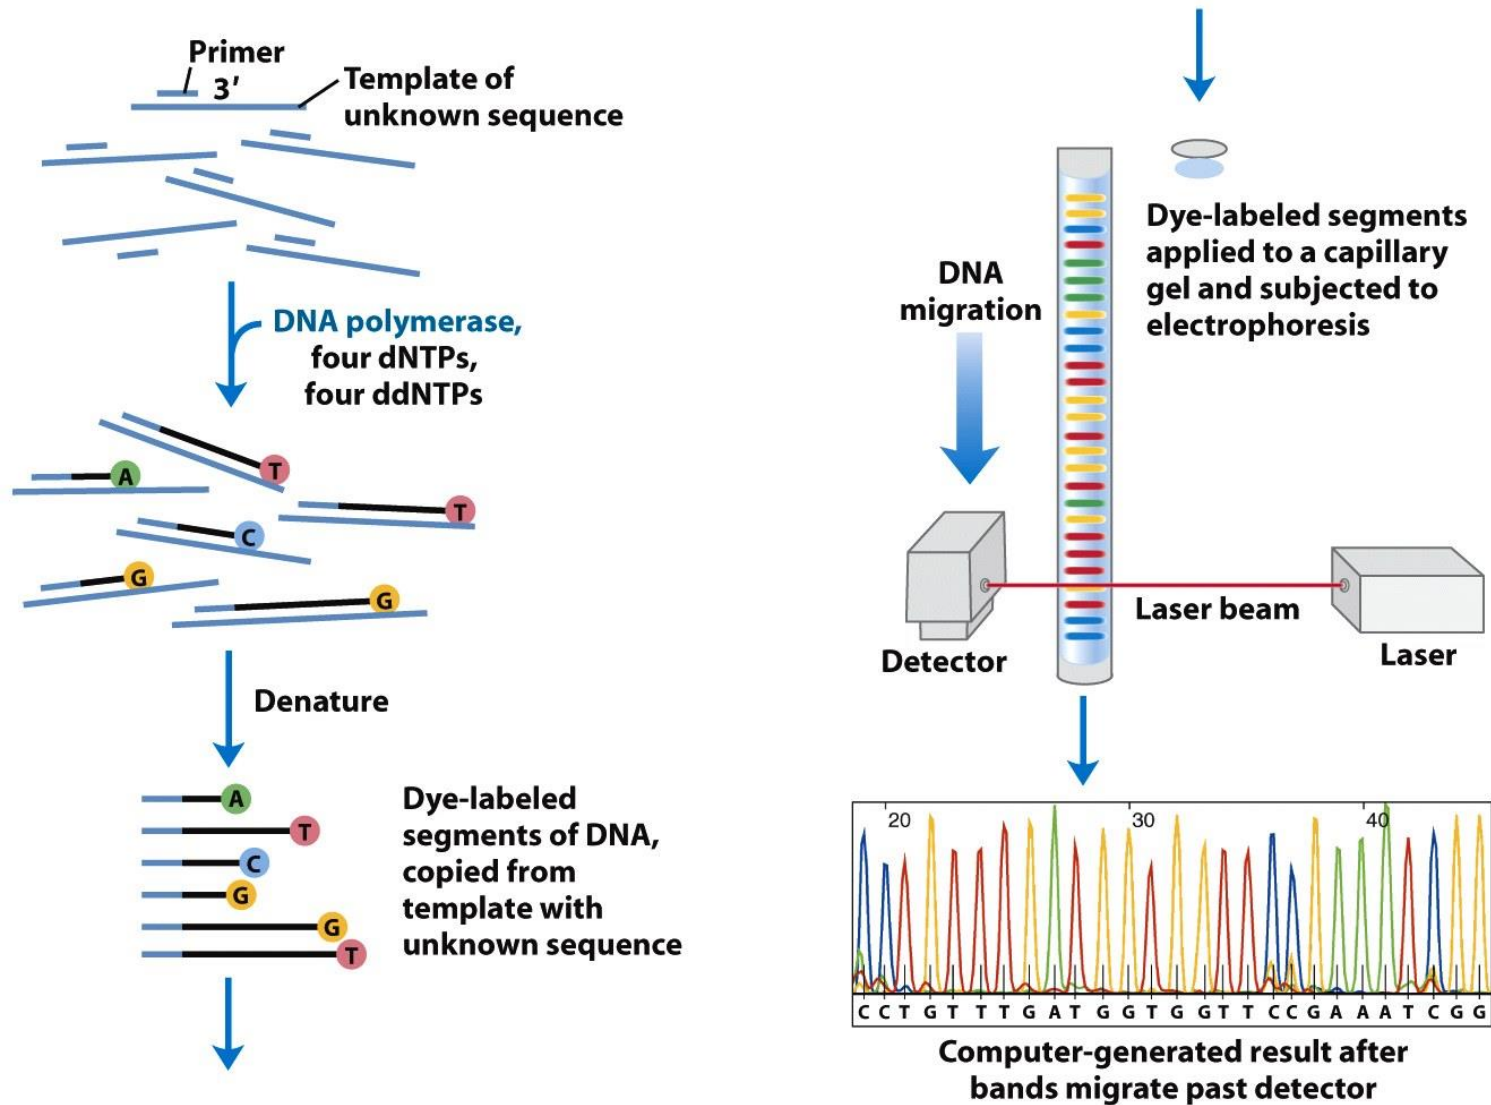 Primer
3′
Template of
unknown sequence
DNA polymerase,
four dNTPs,
four ddNTPs
A
T
T
C
G
G
Denature
A
T
C
G
G
T
Dye-labeled
segments of DNA,
copied from
template with
unknown sequence
Dye-labeled segments
applied to a capillary
gel and subjected to
electrophoresis
DNA
migration
Laser beam
Detector
Laser
20 30 40
C C T G T T T G A T G G T G G T T C C G A A A T C G G
Computer-generated result after
bands migrate past detector